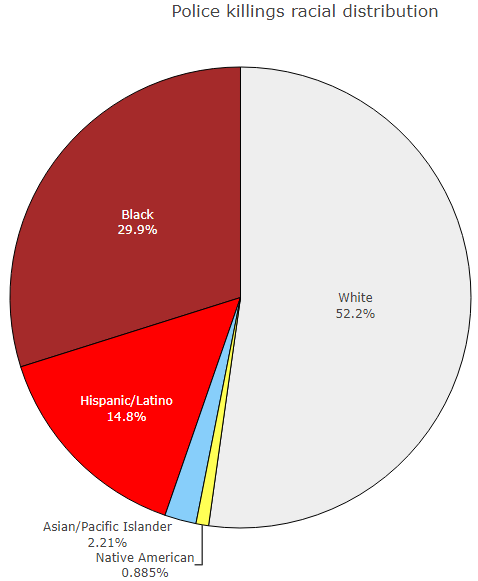 Police killings racial distribution
Black
29.9%
White
52.2%
Hispanic/Latino
14.8%
Asian/Pacific Islander
2.21%
Native American
0.885%